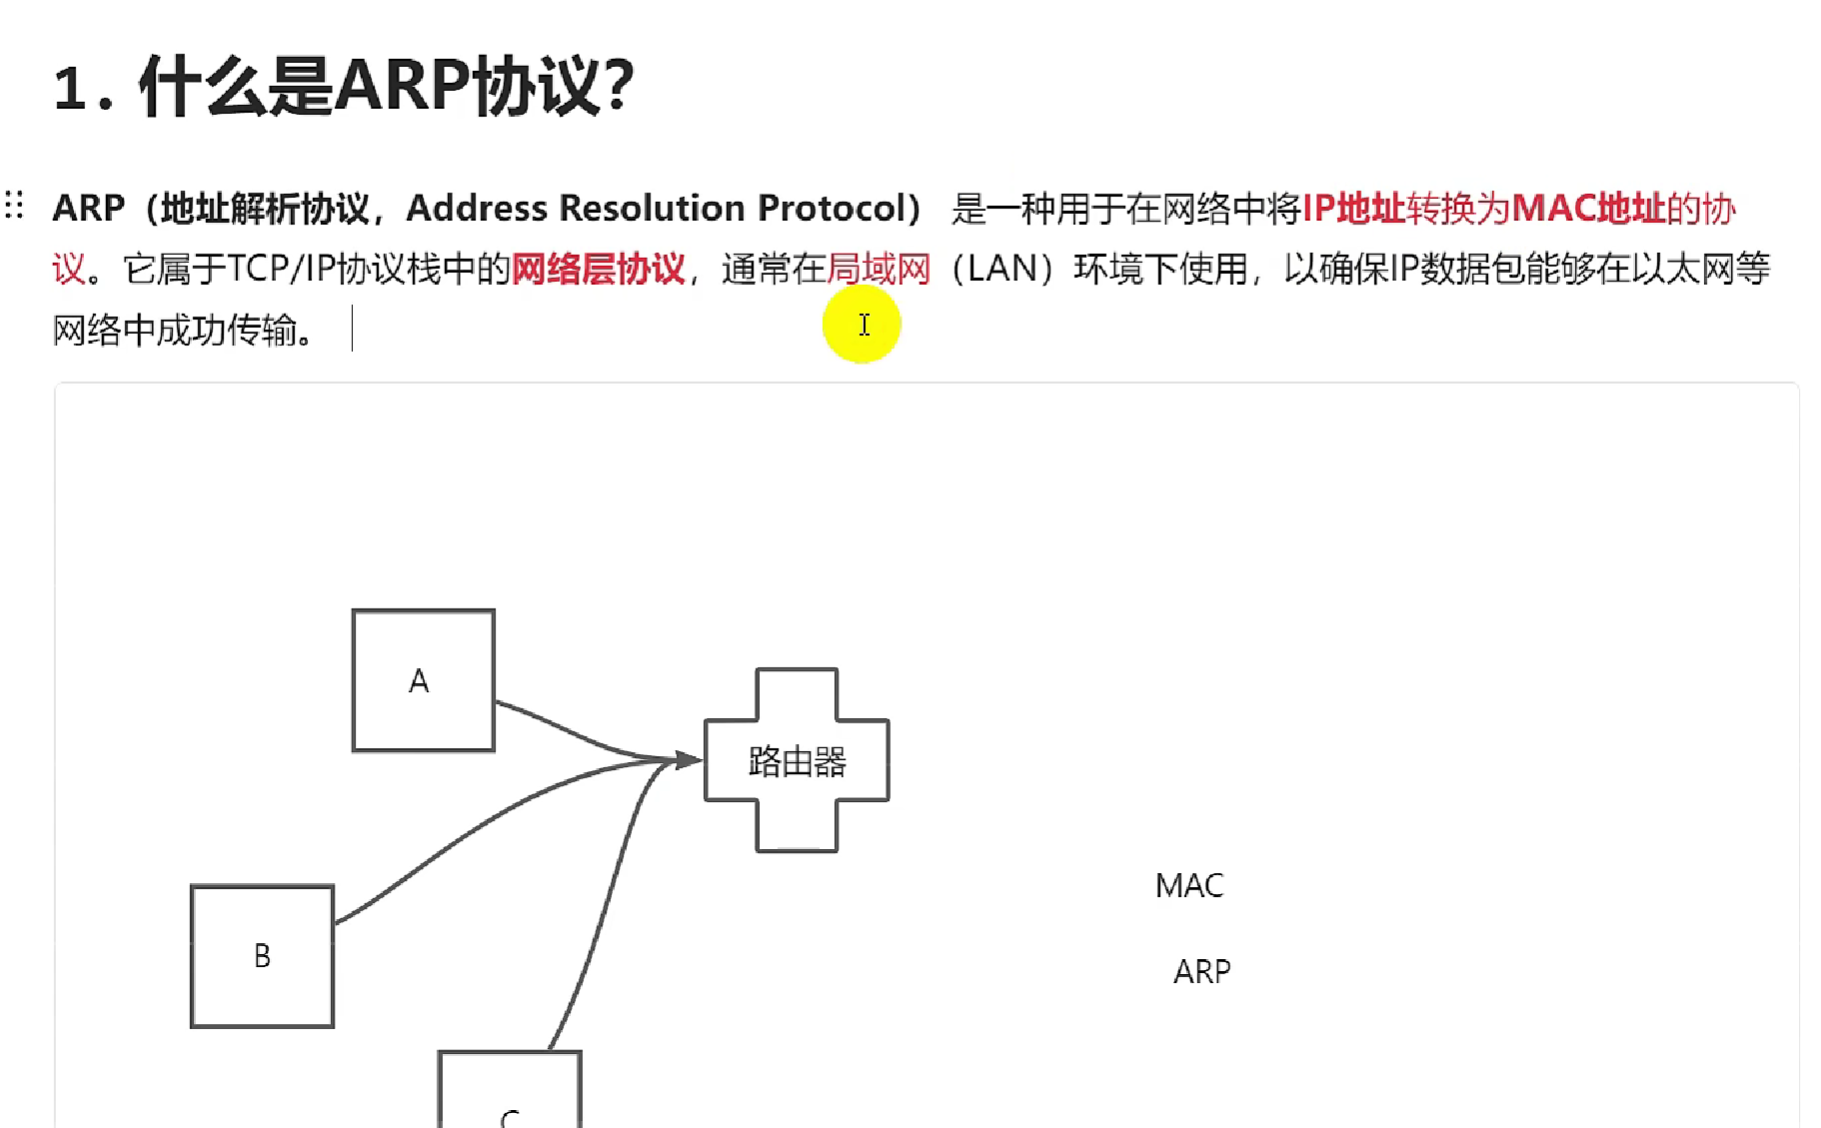 1. 什么是ARP协议？
ARP（地址解析协议，Address Resolution Protocol） 是一种用于在网络中将IP地址转换为MAC地址的协
议。它属于TCP/IP协议栈中的网络层协议，通常在局域网（LAN）环境下使用，以确保IP数据包能够在以太网等
网络中成功传输。
A
路由器
MAC
B
ARP
C